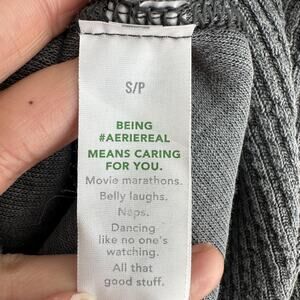 S/P
BEING
#AERIEREAL
MEANS CARING
FOR YOU.
Movie marathons.
Belly laughs.
Naps.
Dancing
like no one's
watching.
All that
good stuff.